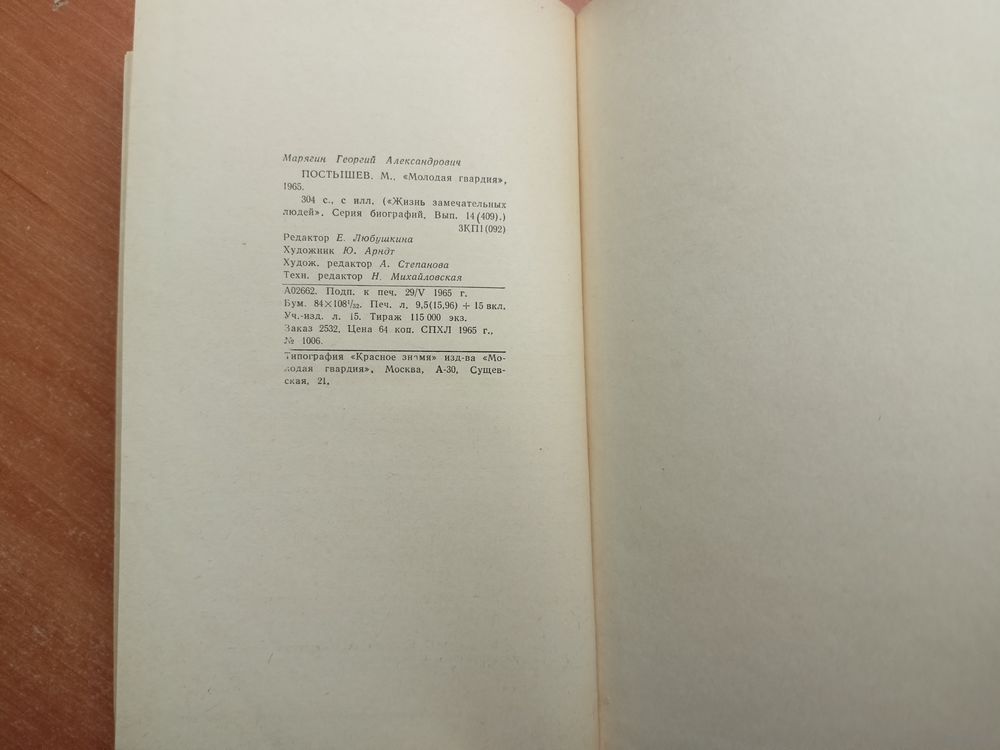 Марягин Георгий Александрович
ПОСТЫШЕВ. М., «Молодая гвардия»,
1965.
304 с., с илл. («Жизнь замечательных
людей». Серия биографий. Вып. 14(409).)
3КП1(092)
Редактор Е. Любушкина
Художник Ю. Арндт
Худож. редактор А. Степанова
Техн. редактор Н. Михайловская
А02662. Подп. к печ. 29/V 1965 г.
Бум. 84×108¹/₃₂. Печ. л. 9,5(15,96) + 15 вкл.
Уч.-изд. л. 15. Тираж 115 000 экз.
Заказ 2532. Цена 64 коп. СПХЛ 1965 г.,
№ 1006.
Типография «Красное знамя» изд-ва «Мо-
лодая гвардия». Москва, А-30, Сущев-
ская, 21.